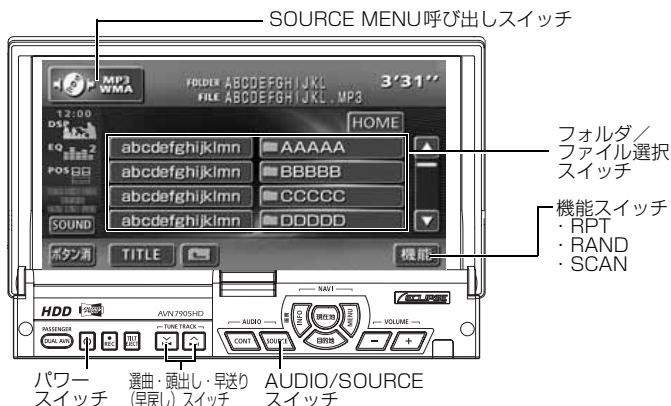 SOURCE MENU呼び出しスイッチ
MP3
WMA
FOLDER ABCDEFGHIJKL
FILE ABCDEFGHIJKL.MP3
3'31''
12:00
DSP
EQ 2
POS
SOUND
HOME
abcdefghijklmn AAAAA
abcdefghijklmn BBBBB
abcdefghijklmn CCCCC
abcdefghijklmn DDDDD
ボタン消 TITLE 機能
フォルダ/
ファイル選択
スイッチ
機能スイッチ
・RPT
・RAND
・SCAN
HDD
AVN7905HD
PASSENGER
DUAL AVN
REC
TILT
EJECT
TUNE TRACK
AUDIO
CONT
SOURCE
NAVI
INFO
現在地
目的地
MENU
ECLIPSE
VOLUME
− +
パワー
スイッチ
選曲・頭出し・早送り
(早戻し)スイッチ
AUDIO/SOURCE
スイッチ